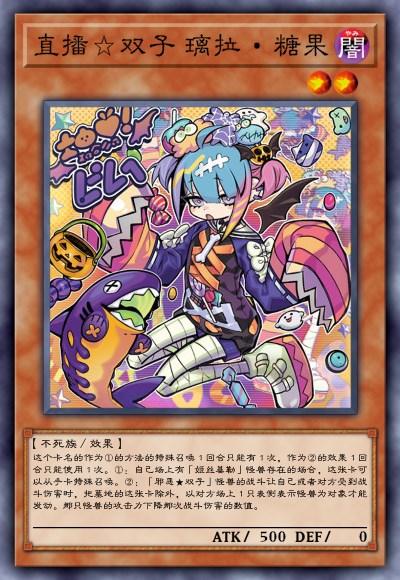 直播☆双子 璃拉·糖果
闇
やみ
【不死族／效果】
这个卡名的作为①的方法的特殊召唤1回合只能有1次，作为②的效果1回
合只能使用1次。①：自己场上有「姬丝基勒」怪兽存在的场合，这张卡可
以从手卡特殊召唤。②：「邪恶★双子」怪兽的战斗让自己或者对方受到战
斗伤害时，把墓地的这张卡除外，以对方场上1只表侧表示怪兽为对象才能
发动。那只怪兽的攻击力下降那次战斗伤害的数值。
ATK/ 500 DEF/ 0